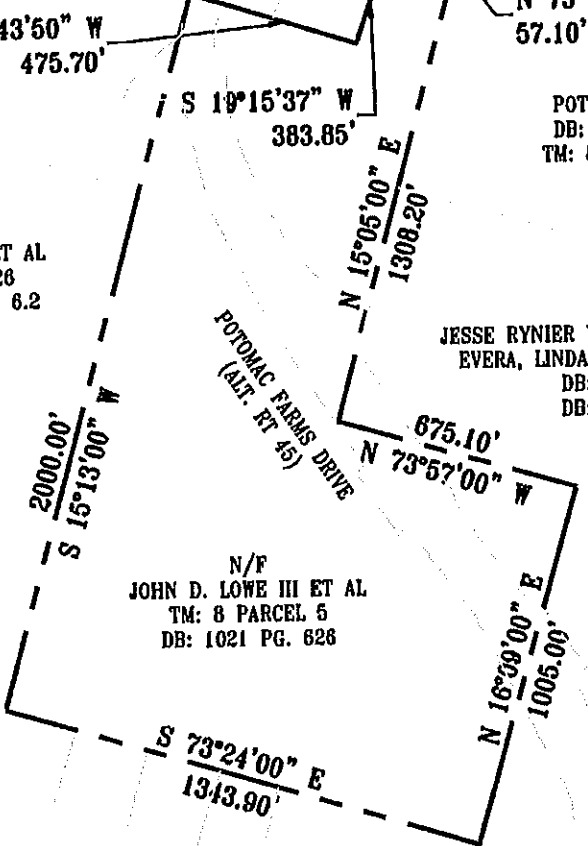 43'50" W
475.70'
N 73°
57.10'
S 19°15'37" W
383.85'
POT
DB:
TM:
N 15°05'00" E
1308.20'
ET AL
26
6.2
POTOMAC FARMS DRIVE
(ALT. RT 45)
JESSE RYNIER
EVERA, LINDA
DB:
DB:
675.10'
N 73°57'00" W
2000.00'
S 15°13'00" W
N/F
JOHN D. LOWE III ET AL
TM: 8 PARCEL 5
DB: 1021 PG. 626
N 16°09'00" E
1005.00'
S 73°24'00" E
1343.90'